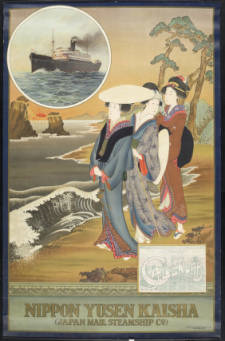 NIPPON YUSEN KAISHA
(JAPAN MAIL STEAMSHIP Co)